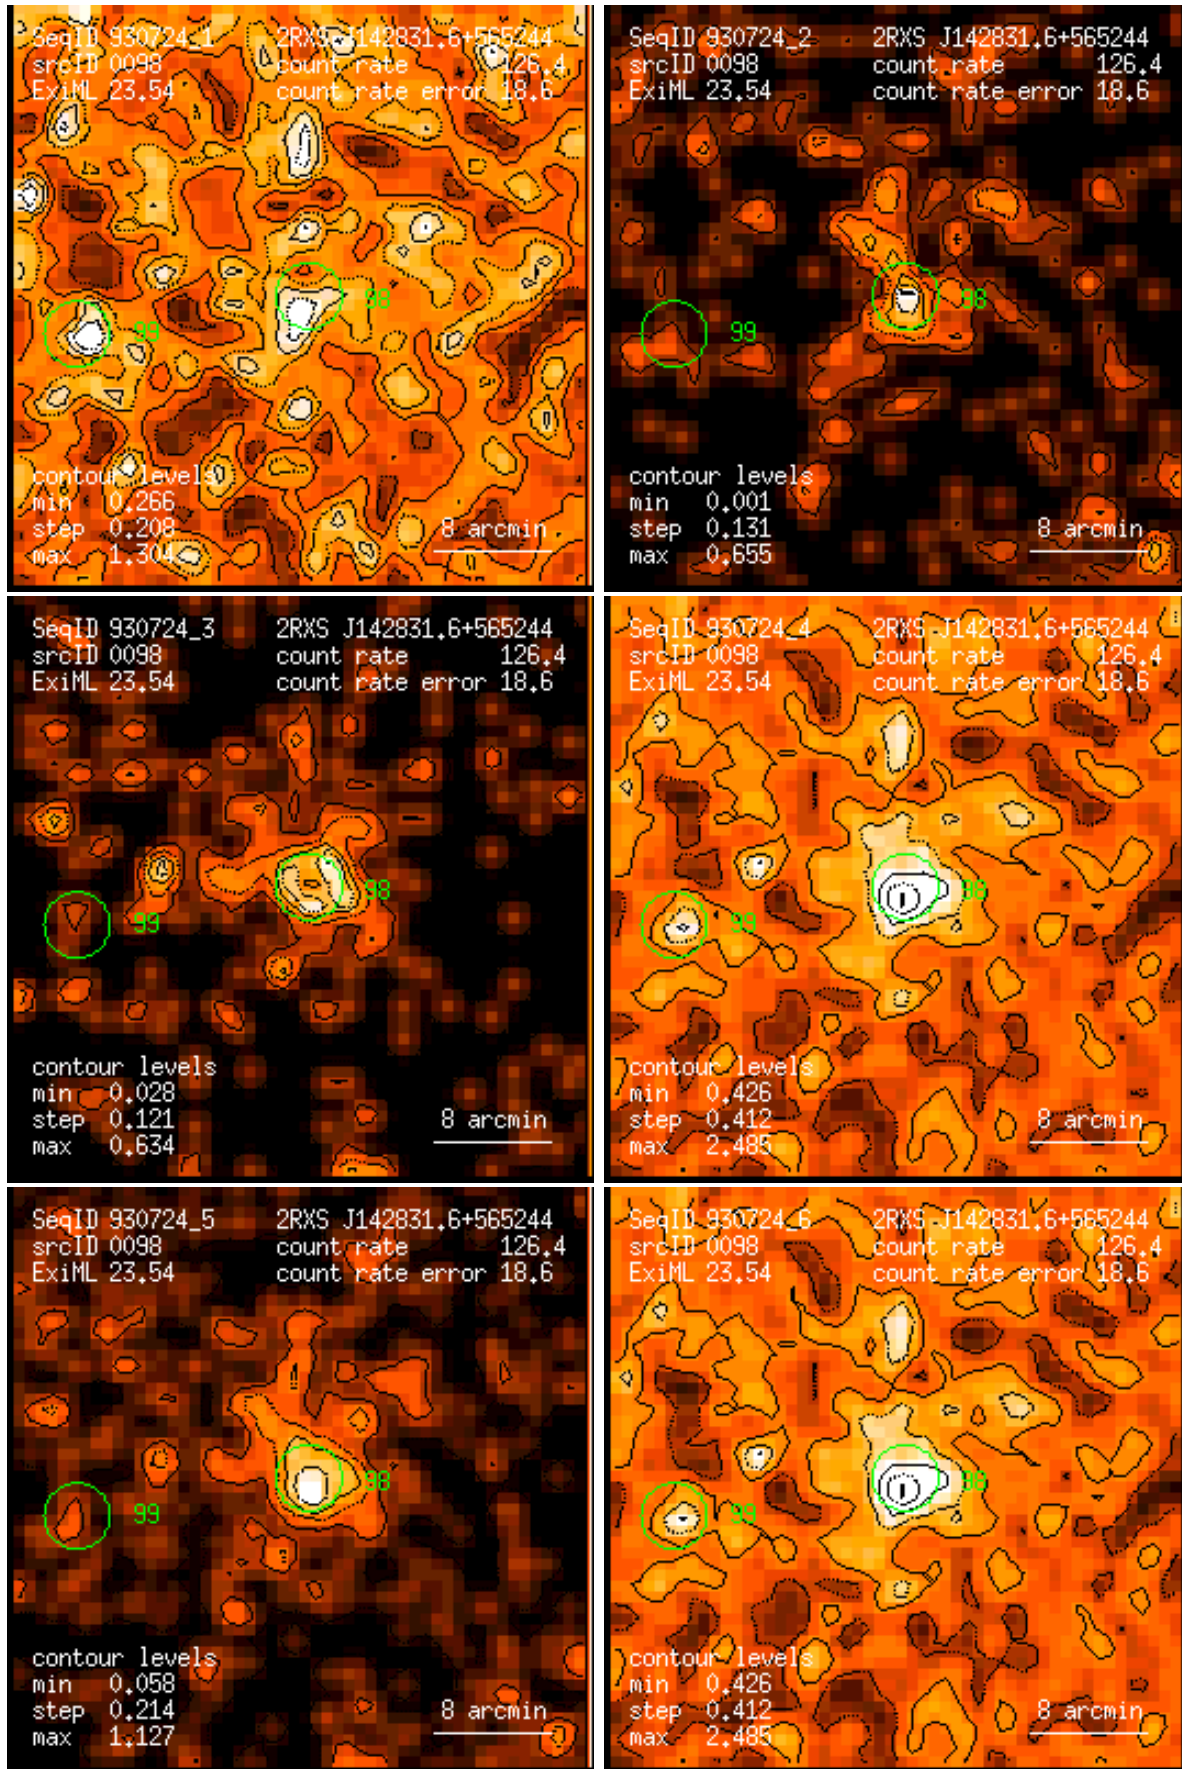 SeqID 930724_1 2RXS J142831.6+565244
srcID 0098 count rate 126.4
ExiML 23.54 count rate error 18.6
98
99
contour levels
min 0.266
step 0.208 8 arcmin
max 1.304
SeqID 930724_2 2RXS J142831.6+565244
srcID 0098 count rate 126.4
ExiML 23.54 count rate error 18.6
98
99
contour levels
min 0.001
step 0.131 8 arcmin
max 0.655
SeqID 930724_3 2RXS J142831.6+565244
srcID 0098 count rate 126.4
ExiML 23.54 count rate error 18.6
98
99
contour levels
min 0.028
step 0.121 8 arcmin
max 0.634
SeqID 930724_4 2RXS J142831.6+565244
srcID 0098 count rate 126.4
ExiML 23.54 count rate error 18.6
98
99
contour levels
min 0.426
step 0.412 8 arcmin
max 2.485
SeqID 930724_5 2RXS J142831.6+565244
srcID 0098 count rate 126.4
ExiML 23.54 count rate error 18.6
98
99
contour levels
min 0.058
step 0.214 8 arcmin
max 1.127
SeqID 930724_6 2RXS J142831.6+565244
srcID 0098 count rate 126.4
ExiML 23.54 count rate error 18.6
98
99
contour levels
min 0.426
step 0.412 8 arcmin
max 2.485